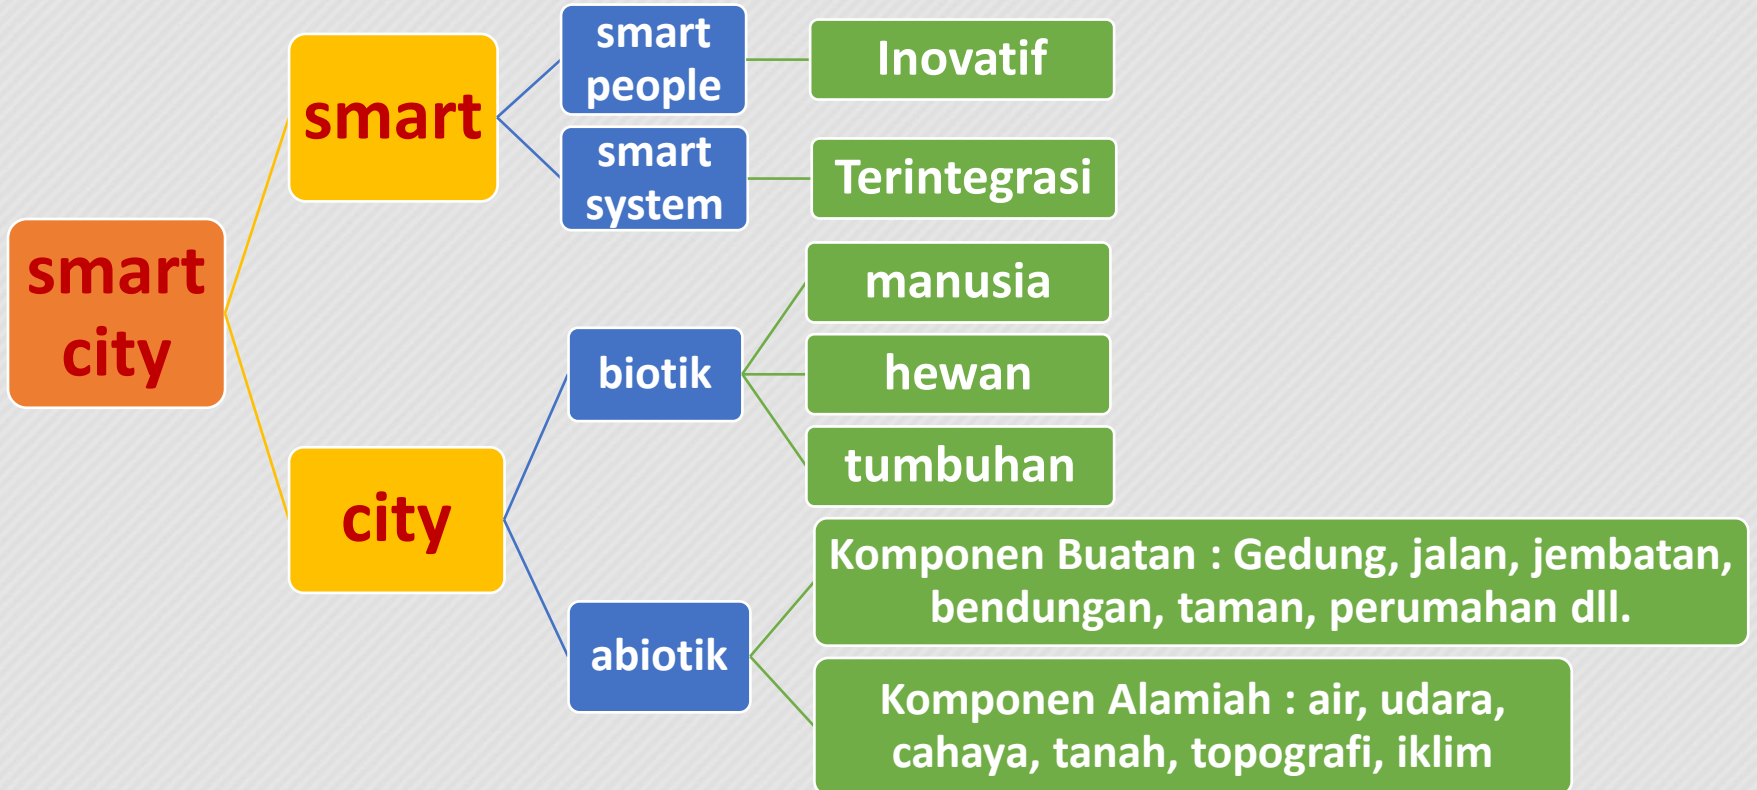 smart
city
smart
smart
people
Inovatif
smart
system
Terintegrasi
city
biotik
manusia
hewan
tumbuhan
abiotik
Komponen Buatan : Gedung, jalan, jembatan,
bendungan, taman, perumahan dll.
Komponen Alamiah : air, udara,
cahaya, tanah, topografi, iklim